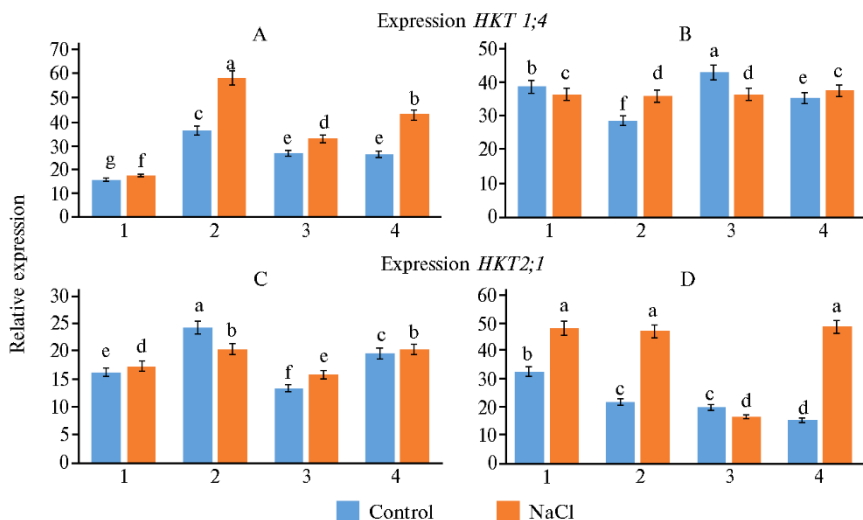 Expression HKT 1;4
A
B
70
60
50
40
30
20
10
0
g f c a e d e b
1 2 3 4
50
40
30
20
10
0
b c f d a d e c
1 2 3 4
Relative expression
Expression HKT2;1
C
D
30
25
20
15
10
5
0
e d a b f e c b
1 2 3 4
60
50
40
30
20
10
0
b a c a c d d a
1 2 3 4
Control NaCl